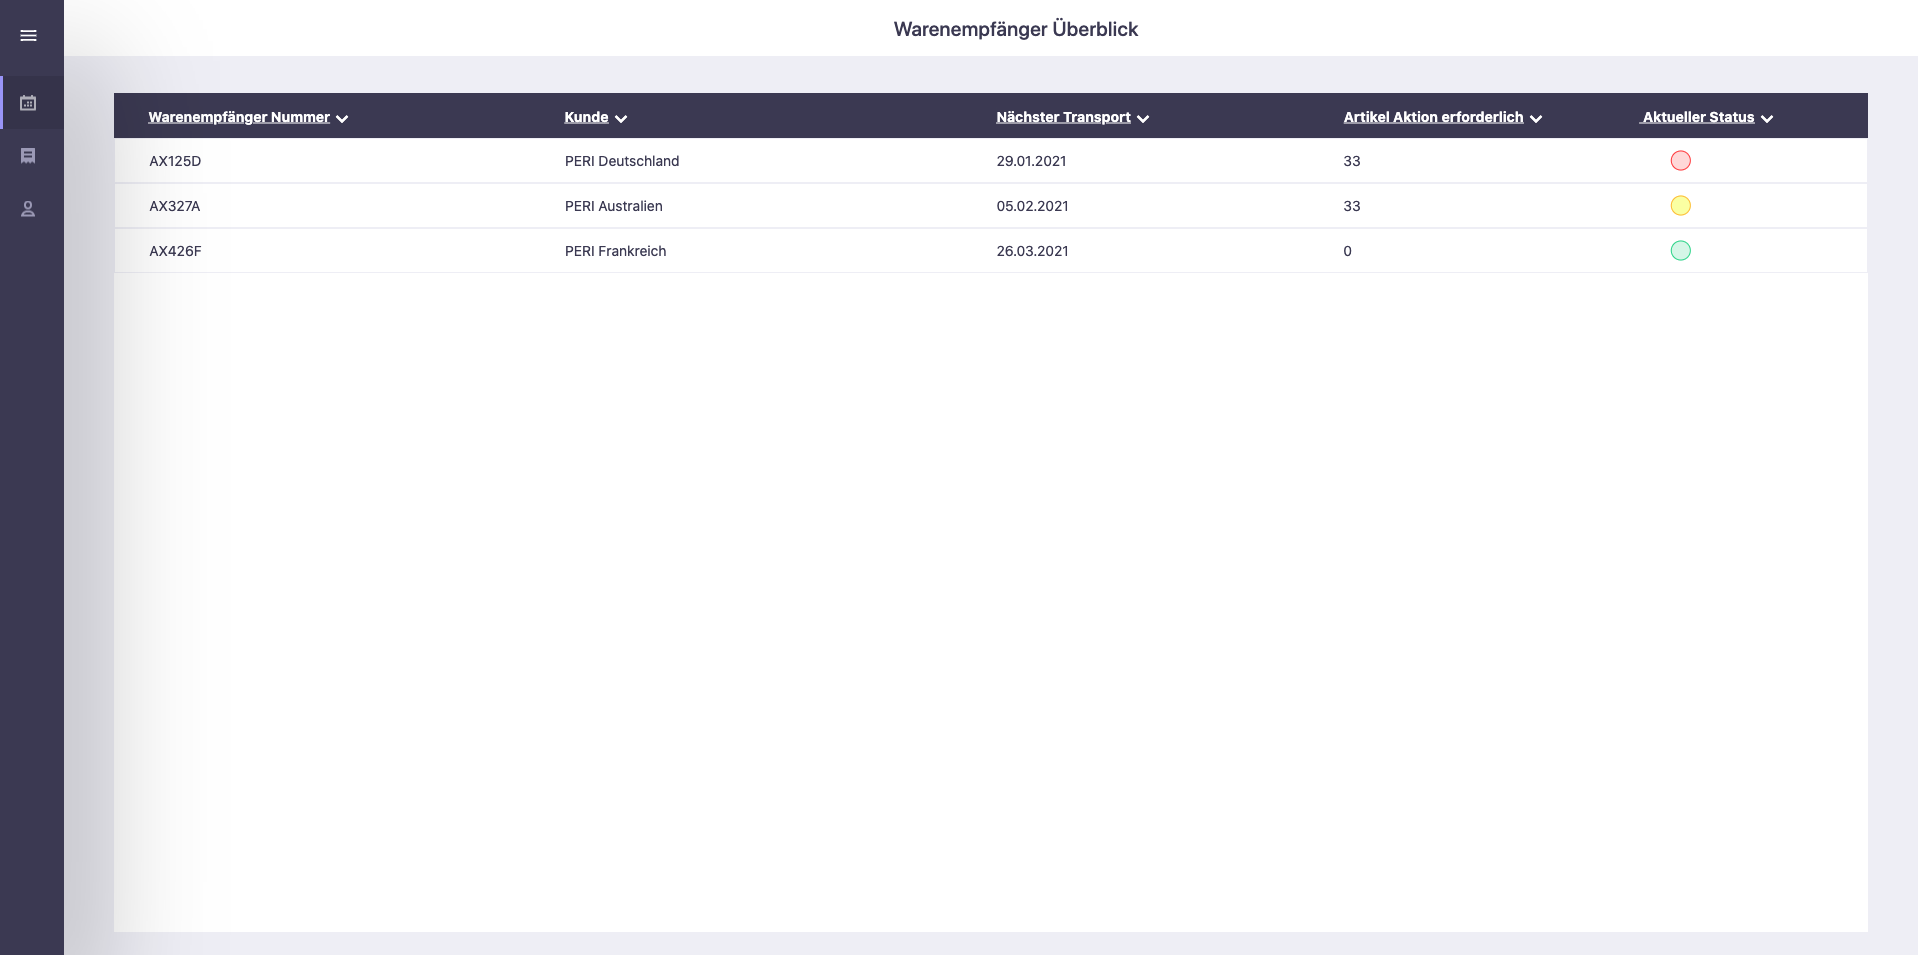 Warenempfänger Überblick
Warenempfänger Nummer Kunde Nächster Transport Artikel Aktion erforderlich Aktueller Status
AX125D PERI Deutschland 29.01.2021 33
AX327A PERI Australien 05.02.2021 33
AX426F PERI Frankreich 26.03.2021 0